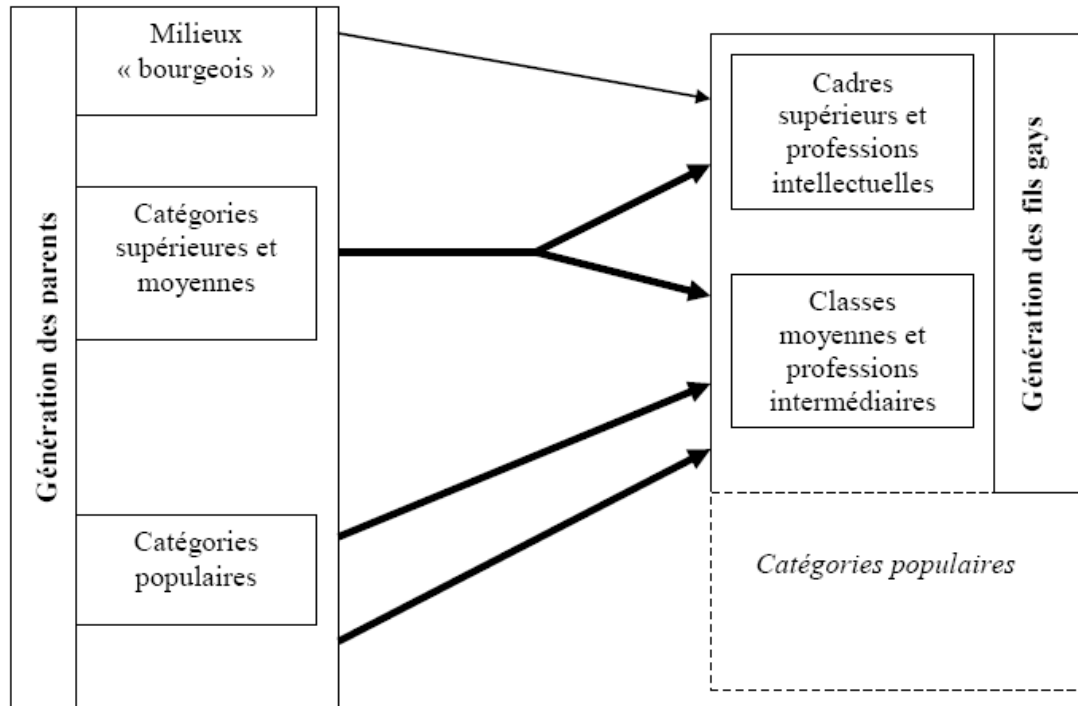 Génération des parents
Milieux
« bourgeois »
Catégories
supérieures et
moyennes
Catégories
populaires
Cadres
supérieurs et
professions
intellectuelles
Classes
moyennes et
professions
intermédiaires
Catégories populaires
Génération des fils gays